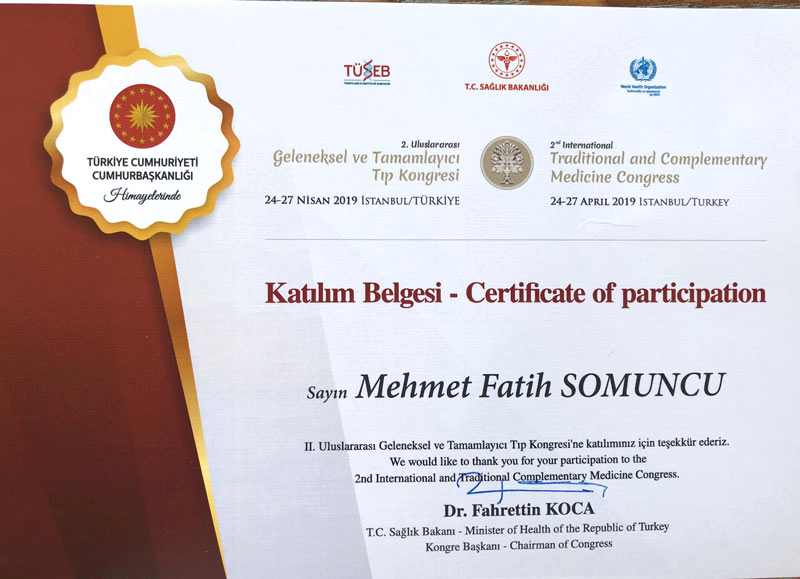 TÜSEB
T.C. SAĞLIK BAKANLIĞI
World Health Organization
TÜRKİYE CUMHURİYETİ
CUMHURBAŞKANLIĞI
Himayelerinde
2. Uluslararası
Geleneksel ve Tamamlayıcı
Tıp Kongresi
24-27 NİSAN 2019 İSTANBUL/TÜRKİYE
2nd International
Traditional and Complementary
Medicine Congress
24-27 APRIL 2019 ISTANBUL/TURKEY
Katılım Belgesi - Certificate of participation
Sayın Mehmet Fatih SOMUNCU
II. Uluslararası Geleneksel ve Tamamlayıcı Tıp Kongresi'ne katılımınız için teşekkür ederiz.
We would like to thank you for your participation to the
2nd International and Traditional Complementary Medicine Congress.
Dr. Fahrettin KOCA
T.C. Sağlık Bakanı - Minister of Health of the Republic of Turkey
Kongre Başkanı - Chairman of Congress